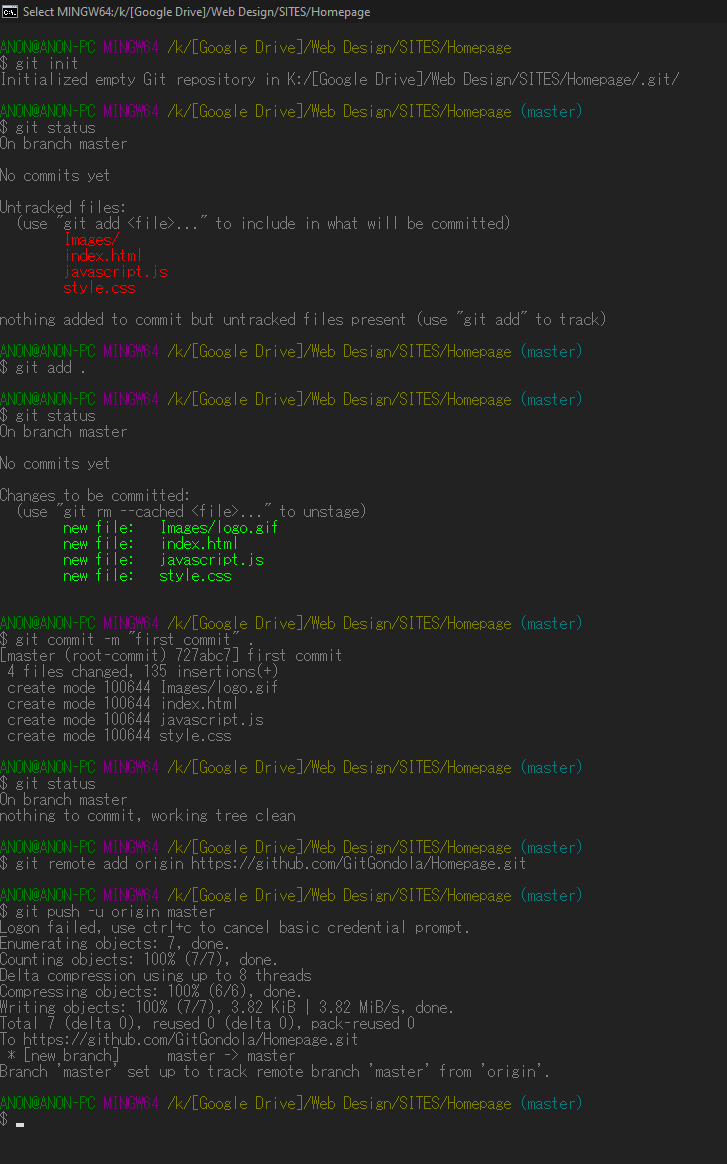 Select MINGW64:/k/[Google Drive]/Web Design/SITES/Homepage
ANON@ANON-PC MINGW64 /k/[Google Drive]/Web Design/SITES/Homepage
$ git init
Initialized empty Git repository in K:/[Google Drive]/Web Design/SITES/Homepage/.git/
ANON@ANON-PC MINGW64 /k/[Google Drive]/Web Design/SITES/Homepage (master)
$ git status
On branch master
No commits yet
Untracked files:
  (use "git add <file>..." to include in what will be committed)
        Images/
        index.html
        javascript.js
        style.css
nothing added to commit but untracked files present (use "git add" to track)
ANON@ANON-PC MINGW64 /k/[Google Drive]/Web Design/SITES/Homepage (master)
$ git add .
ANON@ANON-PC MINGW64 /k/[Google Drive]/Web Design/SITES/Homepage (master)
$ git status
On branch master
No commits yet
Changes to be committed:
  (use "git rm --cached <file>..." to unstage)
        new file:   Images/logo.gif
        new file:   index.html
        new file:   javascript.js
        new file:   style.css
ANON@ANON-PC MINGW64 /k/[Google Drive]/Web Design/SITES/Homepage (master)
$ git commit -m "first commit" .
[master (root-commit) 727abc7] first commit
 4 files changed, 135 insertions(+)
 create mode 100644 Images/logo.gif
 create mode 100644 index.html
 create mode 100644 javascript.js
 create mode 100644 style.css
ANON@ANON-PC MINGW64 /k/[Google Drive]/Web Design/SITES/Homepage (master)
$ git status
On branch master
nothing to commit, working tree clean
ANON@ANON-PC MINGW64 /k/[Google Drive]/Web Design/SITES/Homepage (master)
$ git remote add origin https://github.com/GitGondola/Homepage.git
ANON@ANON-PC MINGW64 /k/[Google Drive]/Web Design/SITES/Homepage (master)
$ git push -u origin master
Logon failed, use ctrl+c to cancel basic credential prompt.
Enumerating objects: 7, done.
Counting objects: 100% (7/7), done.
Delta compression using up to 8 threads
Compressing objects: 100% (6/6), done.
Writing objects: 100% (7/7), 3.82 KiB | 3.82 MiB/s, done.
Total 7 (delta 0), reused 0 (delta 0), pack-reused 0
To https://github.com/GitGondola/Homepage.git
 * [new branch]      master -> master
Branch 'master' set up to track remote branch 'master' from 'origin'.
ANON@ANON-PC MINGW64 /k/[Google Drive]/Web Design/SITES/Homepage (master)
$